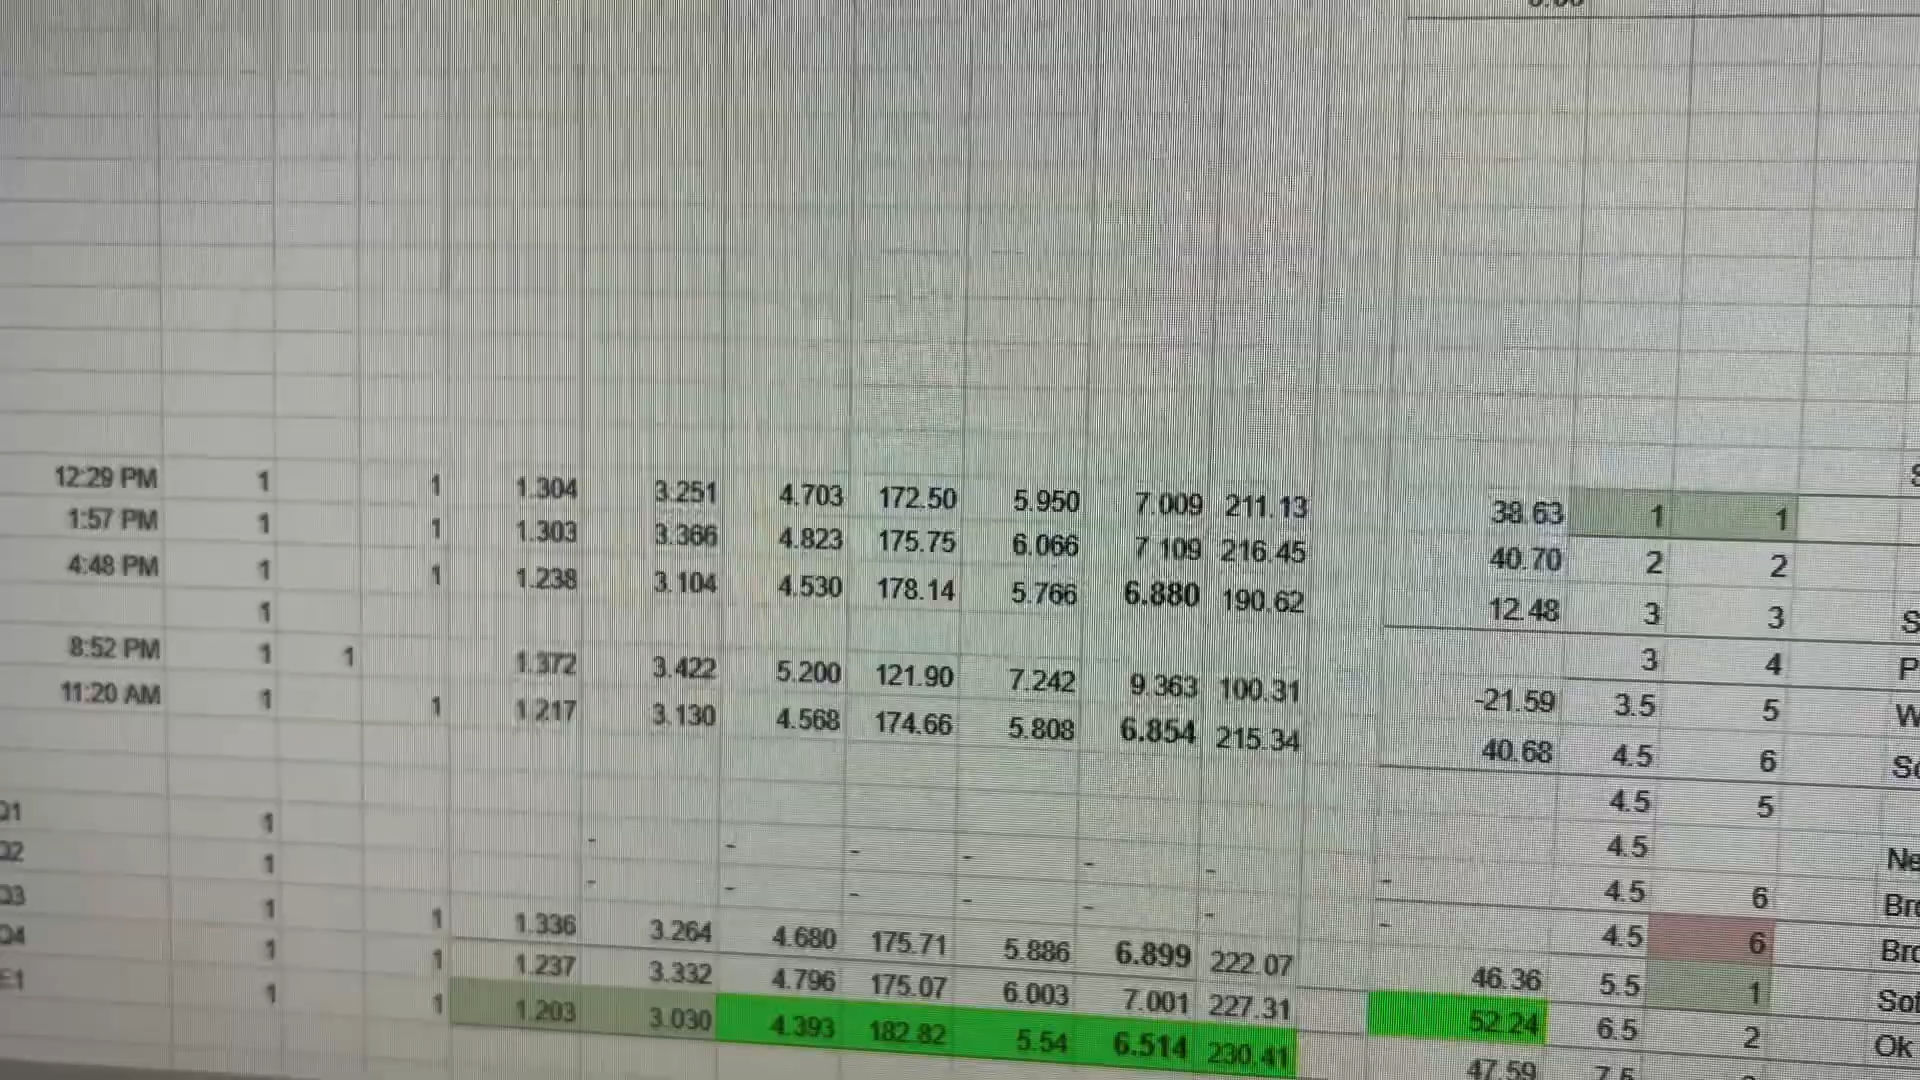 12:29 PM 1 1 1.304 3.251 4.703 172.50 5.950 7.009 211.13 38.63 1 1
1:57 PM 1 1 1.303 3.366 4.823 175.75 6.066 7.109 216.45 40.70 2 2
4:48 PM 1 1 1.238 3.104 4.530 178.14 5.766 6.880 190.62 12.48 3 3
1 3 4
8:52 PM 1 1 1.372 3.422 5.200 121.90 7.242 9.363 100.31 -21.59 3.5 5
11:20 AM 1 1 1.217 3.130 4.568 174.66 5.808 6.854 215.34 40.68 4.5 6
4.5 5
Q1 1 - - - - - - - 4.5
Q2 1 - - - - - - - 4.5 6
Q3 1 1 1.336 3.264 4.680 175.71 5.886 6.899 222.07 46.36 5.5 1
4.5 6
Q4 1 1 1.237 3.332 4.796 175.07 6.003 7.001 227.31 52.24 6.5 2
E1 1 1 1.203 3.030 4.393 182.82 5.54 6.514 230.41 47.59 7.5
Ok